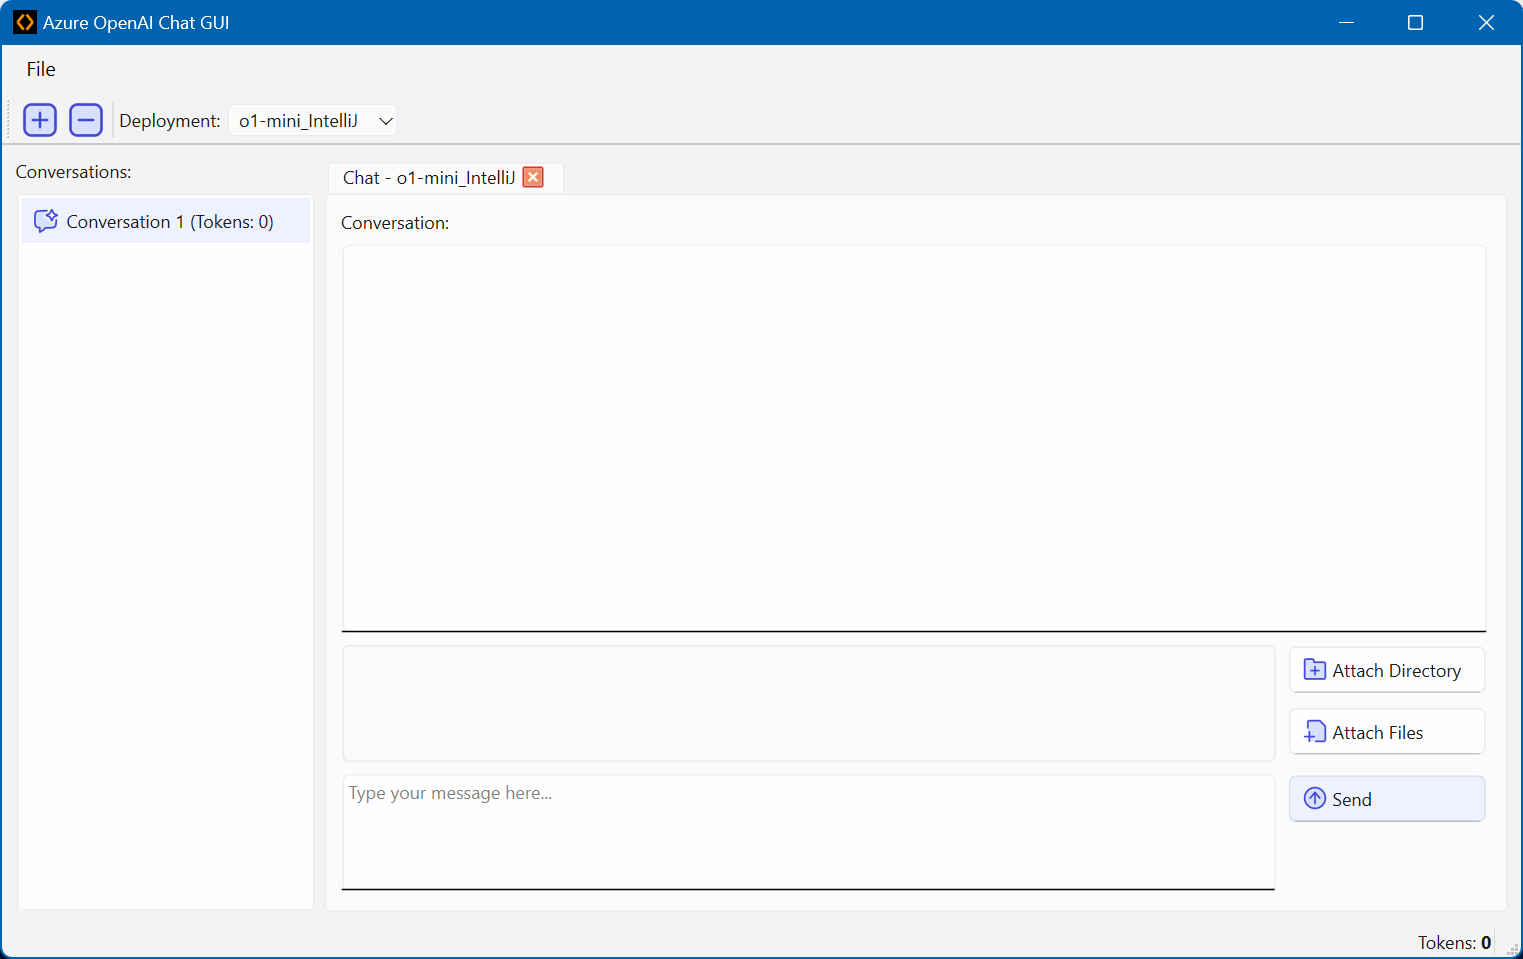 Azure OpenAI Chat GUI
File
Deployment: o1-mini_IntelliJ
Conversations:
Chat - o1-mini_IntelliJ
Conversation 1 (Tokens: 0)
Conversation:
Attach Directory
Attach Files
Type your message here...
Send
Tokens: 0